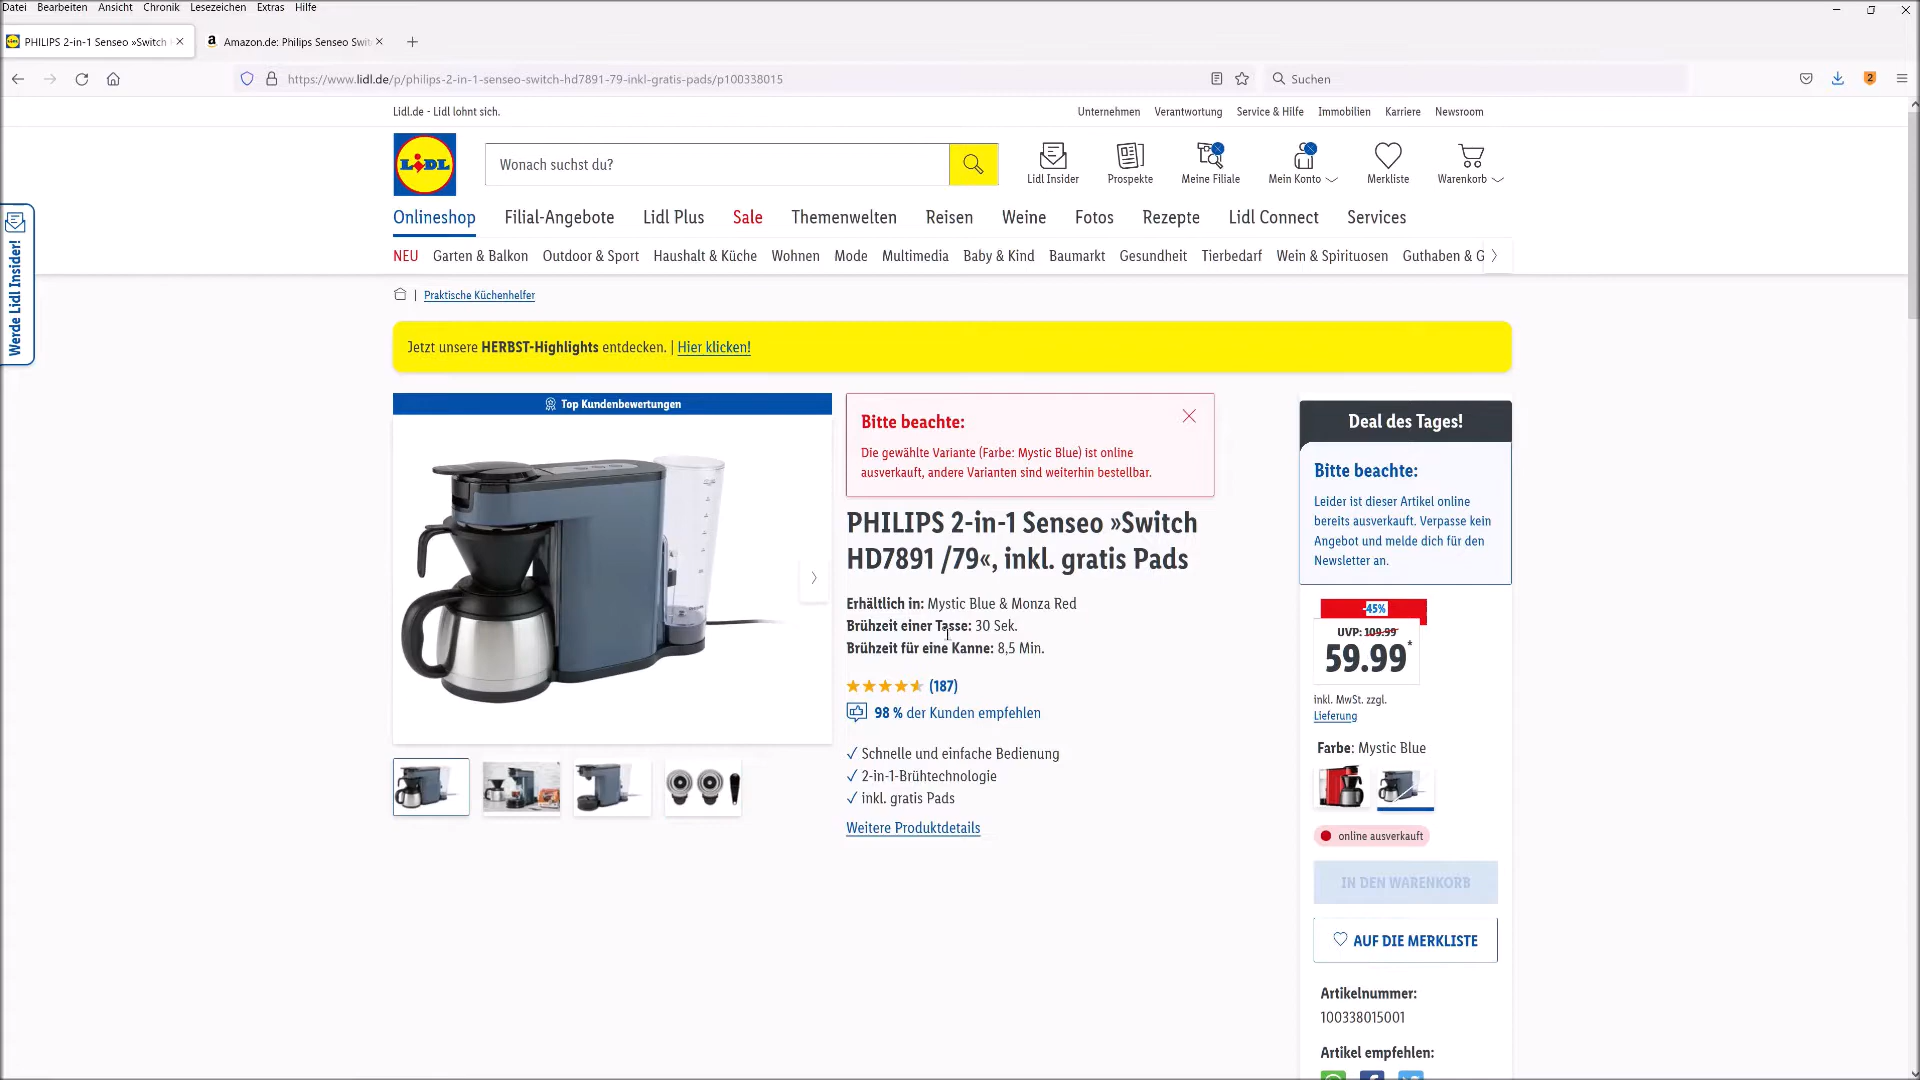 Datei Bearbeiten Ansicht Chronik Lesezeichen Extras Hilfe
PHILIPS 2-in-1 Senseo »Switch
Amazon.de: Philips Senseo Swit
https://www.lidl.de/p/philips-2-in-1-senseo-switch-hd7891-79-inkl-gratis-pads/p100338015
Suchen
2
Lidl.de - Lidl lohnt sich.
Unternehmen Verantwortung Service & Hilfe Immobilien Karriere Newsroom
LIDL
Wonach suchst du?
Lidl Insider Prospekte Meine Filiale Mein Konto Merkliste Warenkorb
Werde Lidl Insider!
Onlineshop Filial-Angebote Lidl Plus Sale Themenwelten Reisen Weine Fotos Rezepte Lidl Connect Services
NEU Garten & Balkon Outdoor & Sport Haushalt & Küche Wohnen Mode Multimedia Baby & Kind Baumarkt Gesundheit Tierbedarf Wein & Spirituosen Guthaben & G
| Praktische Küchenhelfer
Jetzt unsere HERBST-Highlights entdecken. | Hier klicken!
Top Kundenbewertungen
Bitte beachte:
Die gewählte Variante (Farbe: Mystic Blue) ist online
ausverkauft, andere Varianten sind weiterhin bestellbar.
PHILIPS 2-in-1 Senseo »Switch
HD7891 /79«, inkl. gratis Pads
Erhältlich in: Mystic Blue & Monza Red
Brühzeit einer Tasse: 30 Sek.
Brühzeit für eine Kanne: 8,5 Min.
(187)
98 % der Kunden empfehlen
✓ Schnelle und einfache Bedienung
✓ 2-in-1-Brühtechnologie
✓ inkl. gratis Pads
Weitere Produktdetails
Deal des Tages!
Bitte beachte:
Leider ist dieser Artikel online
bereits ausverkauft. Verpasse kein
Angebot und melde dich für den
Newsletter an.
-45%
UVP: 109.99
59.99*
inkl. MwSt. zzgl.
Lieferung
Farbe: Mystic Blue
online ausverkauft
IN DEN WARENKORB
AUF DIE MERKLISTE
Artikelnummer:
100338015001
Artikel empfehlen: